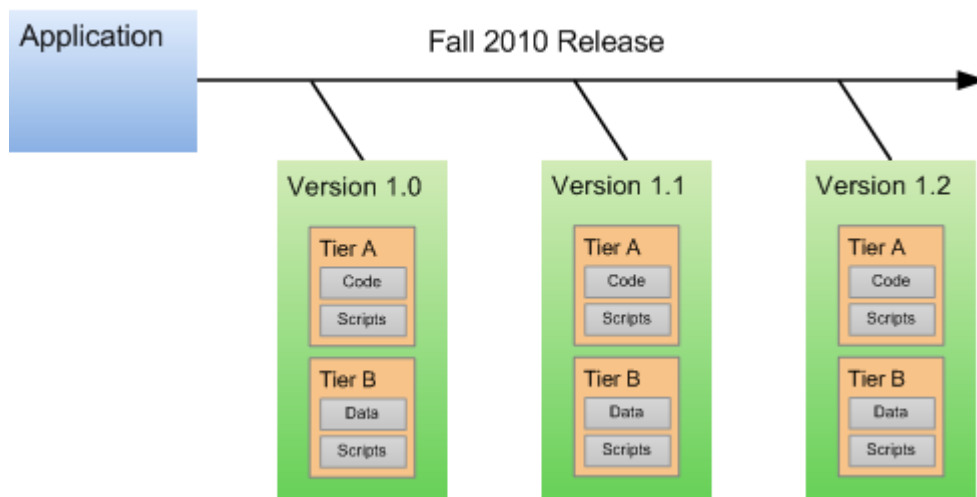 Application
Fall 2010 Release
Version 1.0
Tier A
Code
Scripts
Tier B
Data
Scripts
Version 1.1
Tier A
Code
Scripts
Tier B
Data
Scripts
Version 1.2
Tier A
Code
Scripts
Tier B
Data
Scripts